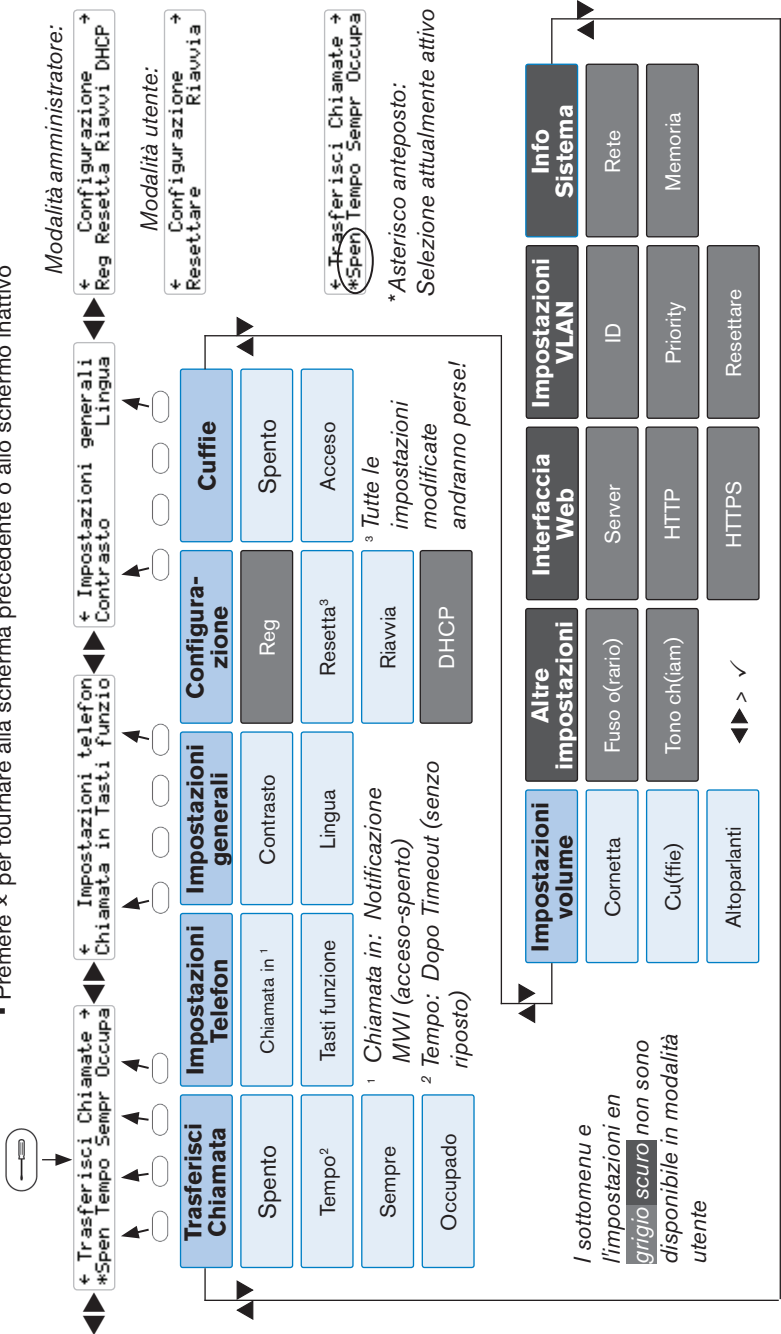 ▪ Premere × per tournare alla scherma precedente o allo schermo inattivo
← Trasferisci Chiamate →
*Spen Tempo Sempr Occupa
← Impostazioni telefon
Chiamata in Tasti funzio
← Impostazioni generali
Contrasto Lingua
Modalità amministratore:
← Configurazione →
Reg Resetta Riavvi DHCP
Modalità utente:
← Configurazione →
Resettare Riavvia
← Trasferisci Chiamate →
*Spen Tempo Sempr Occupa
* Asterisco anteposto:
Selezione attualmente attivo
Trasferisci
Chiamata
Spento
Tempo²
Sempre
Occupado
Impostazioni
Telefon
Chiamata in ¹
Tasti funzione
¹ Chiamata in: Notificazione
MWI (acceso-spento)
² Tempo: Dopo Timeout (senzo
riposto)
Impostazioni
generali
Contrasto
Lingua
Configura-
zione
Reg
Resetta³
Riavvia
DHCP
Cuffie
Spento
Acceso
³ Tutte le
impostazioni
modificate
andranno perse!
I sottomenu e
l'impostazioni en
grigio scuro non sono
disponibile in modalità
utente
Impostazioni
volume
Cornetta
Cu(ffie)
Altoparlanti
Altre
impostazioni
Fuso o(rario)
Tono ch(iam)
◀▶ > ✓
Interfaccia
Web
Server
HTTP
HTTPS
Impostazioni
VLAN
ID
Priority
Resettare
Info
Sistema
Rete
Memoria